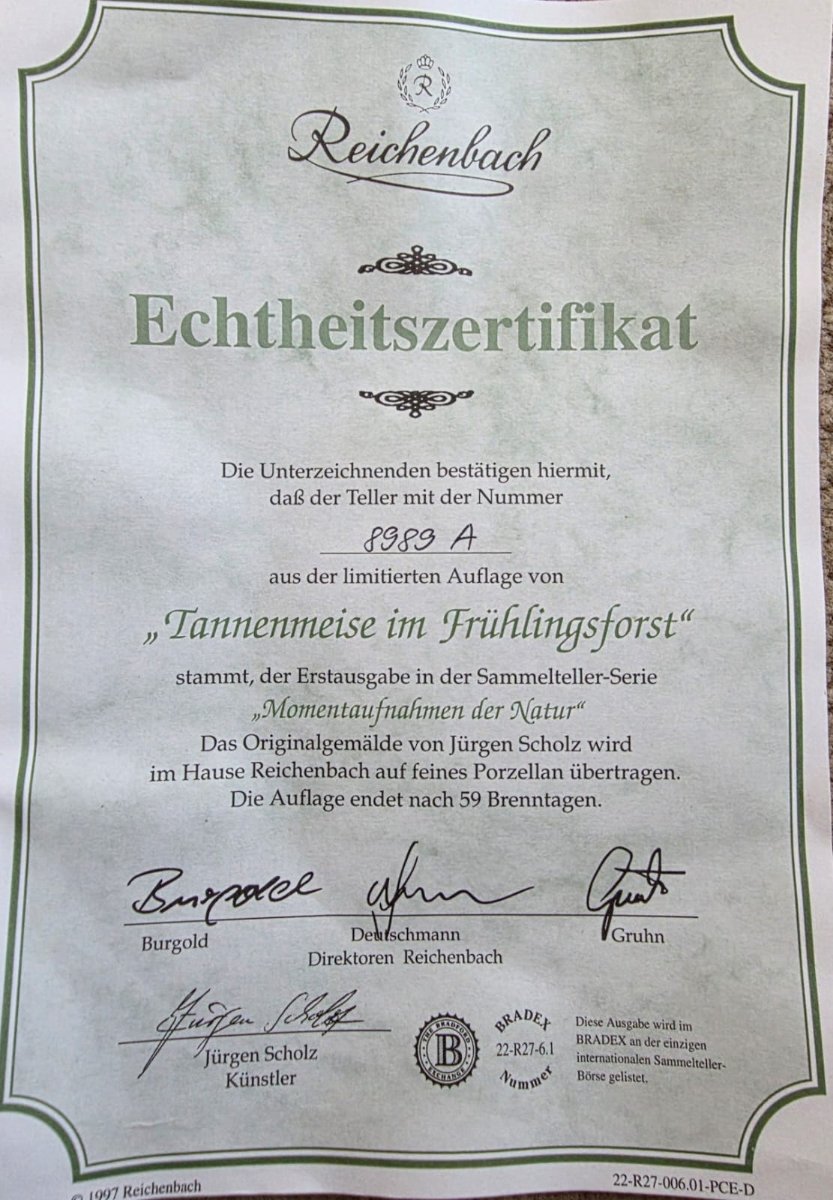 R
Reichenbach
Echtheitszertifikat
Die Unterzeichnenden bestätigen hiermit,
daß der Teller mit der Nummer
8989 A
aus der limitierten Auflage von
„Tannenmeise im Frühlingsforst“
stammt, der Erstausgabe in der Sammelteller-Serie
„Momentaufnahmen der Natur“
Das Originalgemälde von Jürgen Scholz wird
im Hause Reichenbach auf feines Porzellan übertragen.
Die Auflage endet nach 59 Brenntagen.
Burgold
Burgold Deutschmann Gruhn
Direktoren Reichenbach
Jürgen Scholz
Jürgen Scholz
Künstler
THE BRADFORD EXCHANGE
B
BRADEX
22-R27-6.1
Nummer
Diese Ausgabe wird im
BRADEX an der einzigen
internationalen Sammelteller-
Börse gelistet.
© 1997 Reichenbach
22-R27-006.01-PCE-D